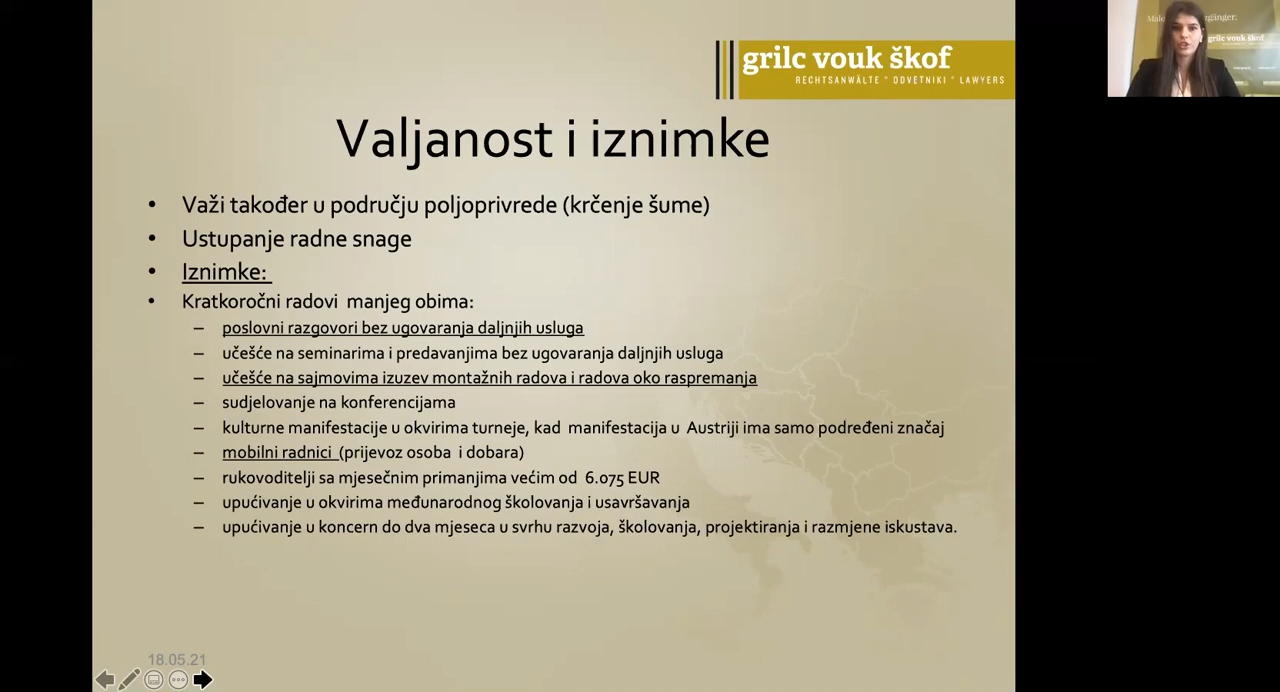 grilc vouk škof
RECHTSANWÄLTE * ODVETNIKI * LAWYERS
Valjanost i iznimke
• Važi također u području poljoprivrede (krčenje šume)
• Ustupanje radne snage
• Iznimke:
• Kratkoročni radovi manjeg obima:
– poslovni razgovori bez ugovaranja daljnjih usluga
– učešće na seminarima i predavanjima bez ugovaranja daljnjih usluga
– učešće na sajmovima izuzev montažnih radova i radova oko raspremanja
– sudjelovanje na konferencijama
– kulturne manifestacije u okvirima turneje, kad manifestacija u Austriji ima samo podređeni značaj
– mobilni radnici (prijevoz osoba i dobara)
– rukovoditelji sa mjesečnim primanjima većim od 6.075 EUR
– upućivanje u okvirima međunarodnog školovanja i usavršavanja
– upućivanje u koncern do dva mjeseca u svrhu razvoja, školovanja, projektiranja i razmjene iskustava.
18.05.21
grilc vouk škof